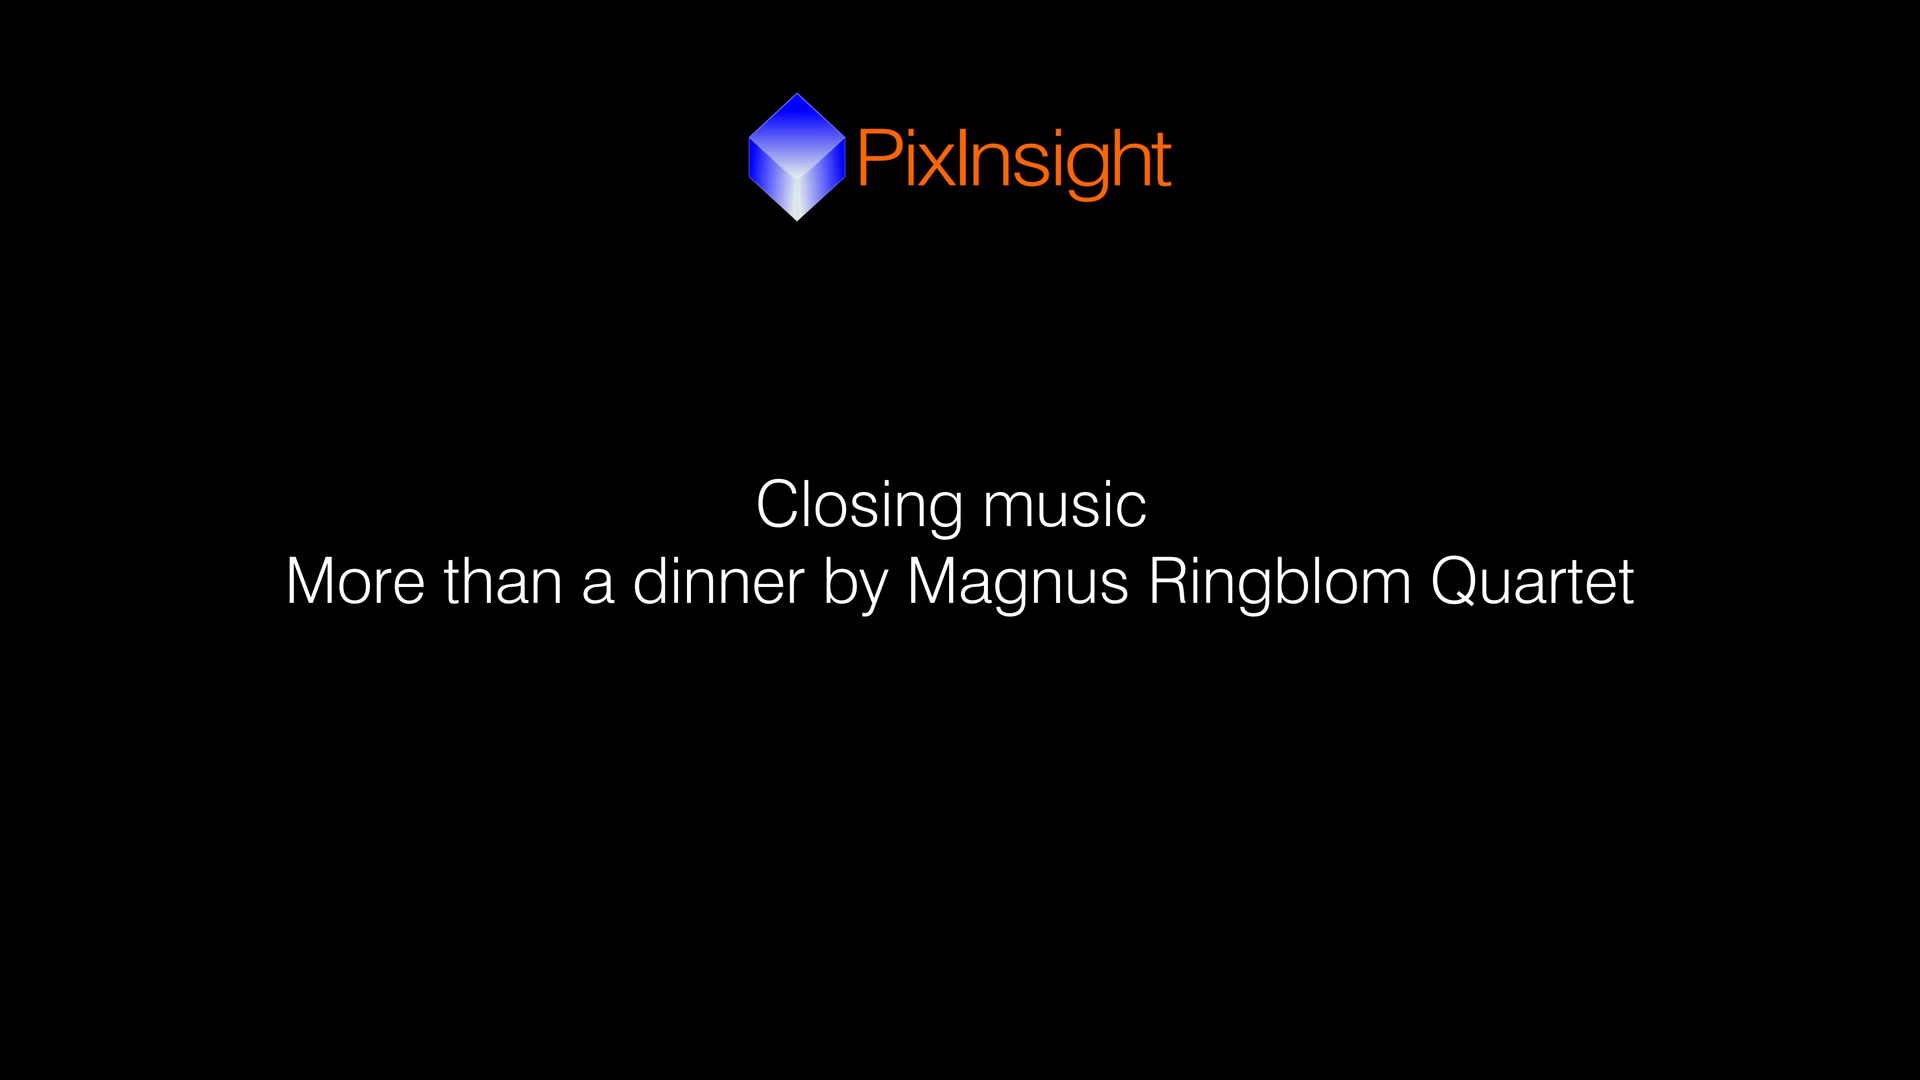 PixInsight
Closing music
More than a dinner by Magnus Ringblom Quartet